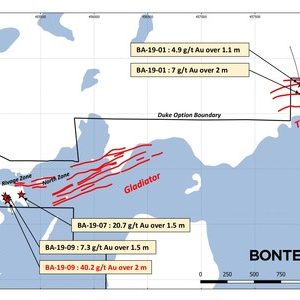 BA-19-01 : 4.9 g/t Au over 1.1 m
BA-19-01 : 7 g/t Au over 2 m
Duke Option Boundary
Rivage Zone
North Zone
Gladiator
BA-19-07 : 20.7 g/t Au over 1.5 m
BA-19-09 : 7.3 g/t Au over 1.5 m
BA-19-09 : 40.2 g/t Au over 2 m
BONTE
0 250 500 750